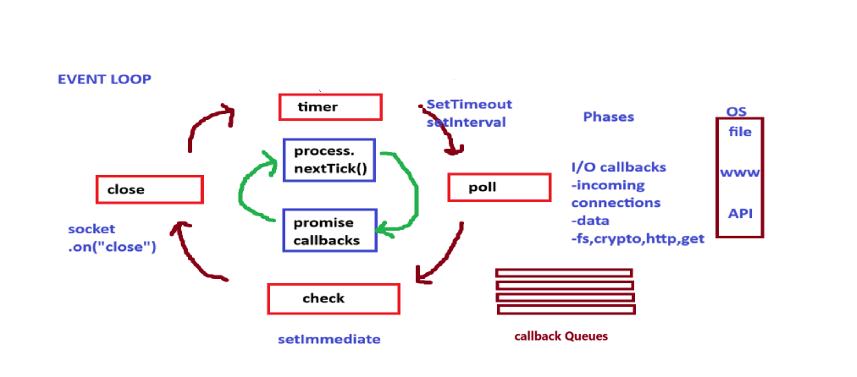 EVENT LOOP
timer
SetTimeout
setInterval
process.
nextTick()
promise
callbacks
close
socket
.on("close")
poll
check
setImmediate
Phases
I/O callbacks
-incoming
connections
-data
-fs,crypto,http,get
OS
file
www
API
callback Queues